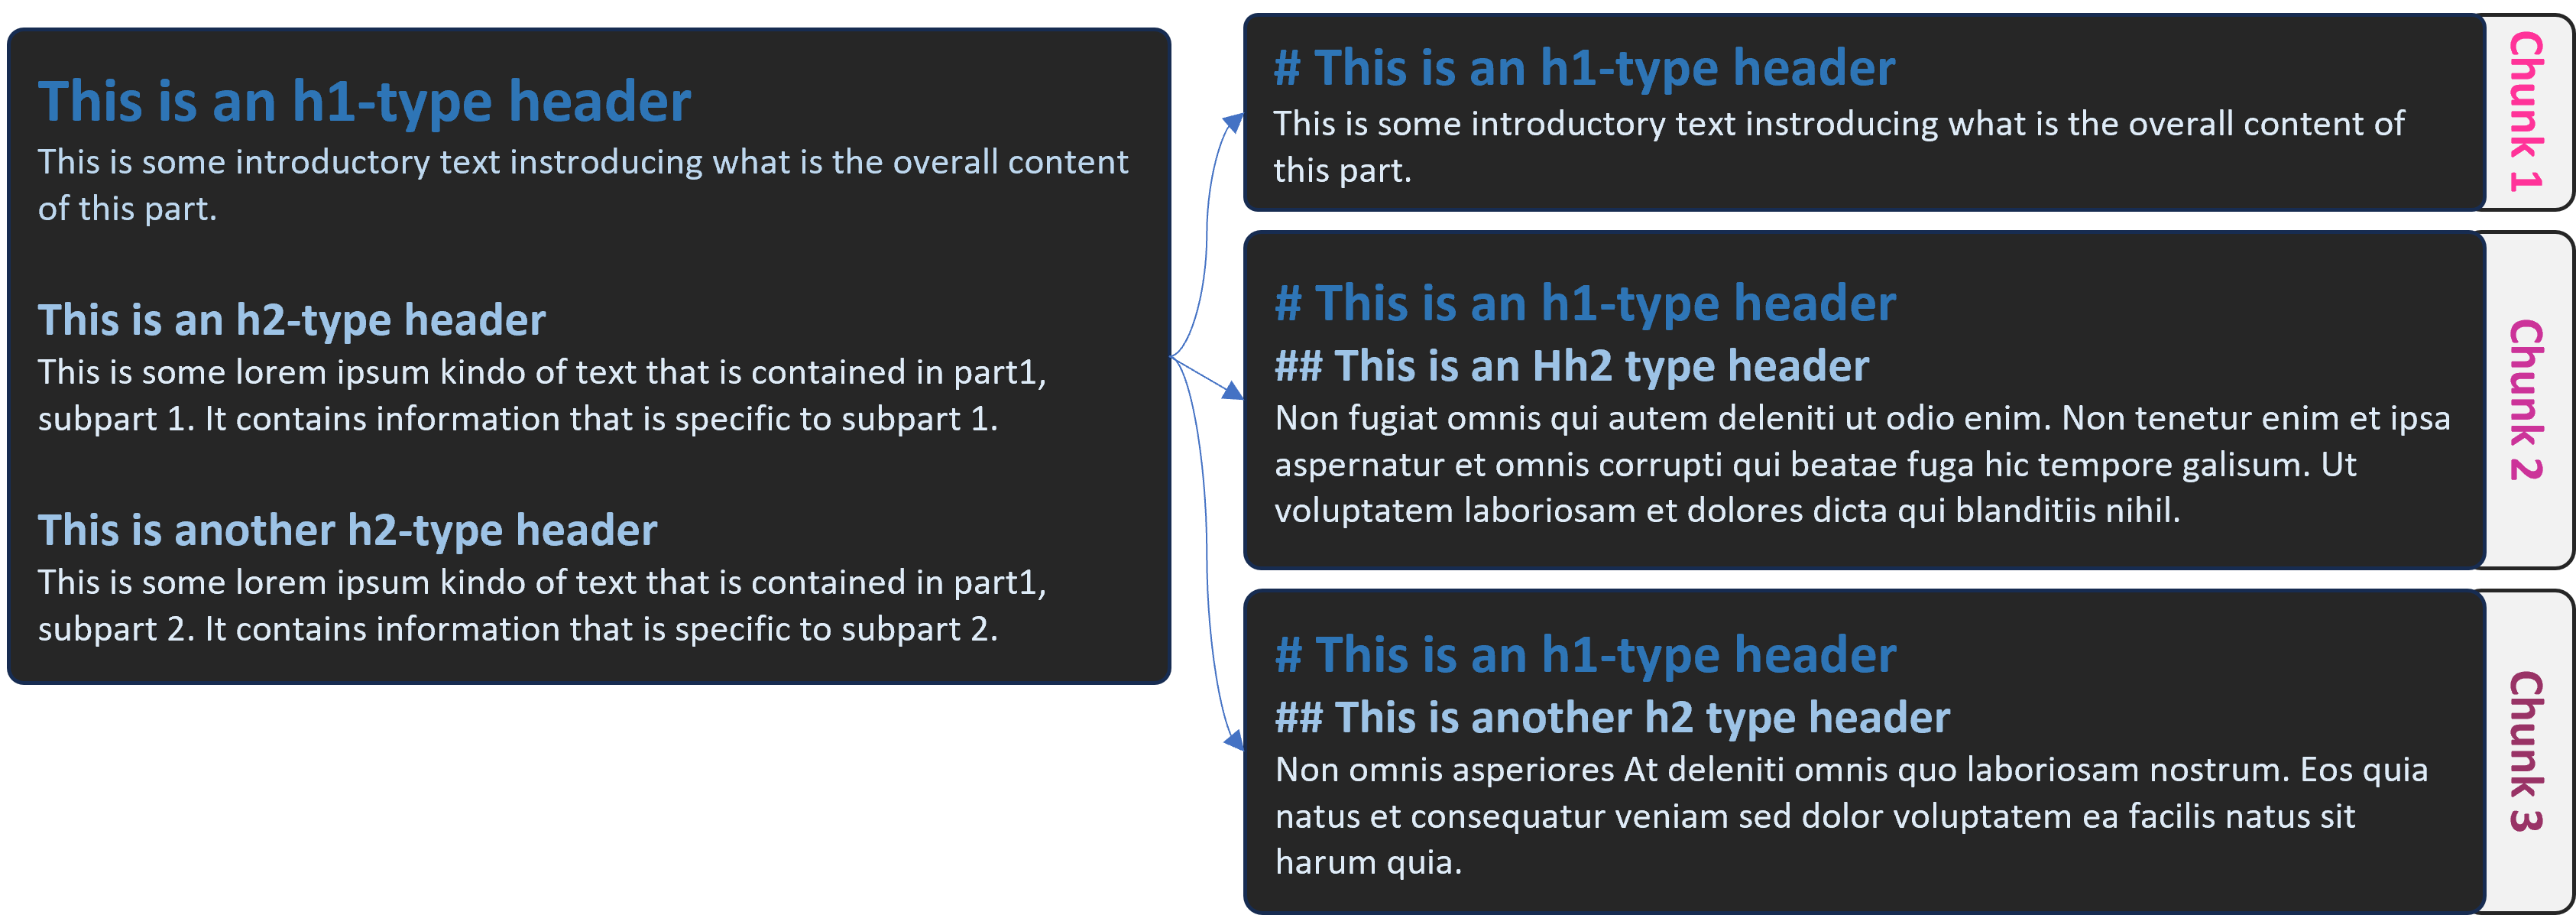 This is an h1-type header
This is some introductory text instroducing what is the overall content
of this part.
This is an h2-type header
This is some lorem ipsum kindo of text that is contained in part1,
subpart 1. It contains information that is specific to subpart 1.
This is another h2-type header
This is some lorem ipsum kindo of text that is contained in part1,
subpart 2. It contains information that is specific to subpart 2.
# This is an h1-type header
This is some introductory text instroducing what is the overall content of
this part.
Chunk 1
# This is an h1-type header
## This is an Hh2 type header
Non fugiat omnis qui autem deleniti ut odio enim. Non tenetur enim et ipsa
aspernatur et omnis corrupti qui beatae fuga hic tempore galisum. Ut
voluptatem laboriosam et dolores dicta qui blanditiis nihil.
Chunk 2
# This is an h1-type header
## This is another h2 type header
Non omnis asperiores At deleniti omnis quo laboriosam nostrum. Eos quia
natus et consequatur veniam sed dolor voluptatem ea facilis natus sit
harum quia.
Chunk 3